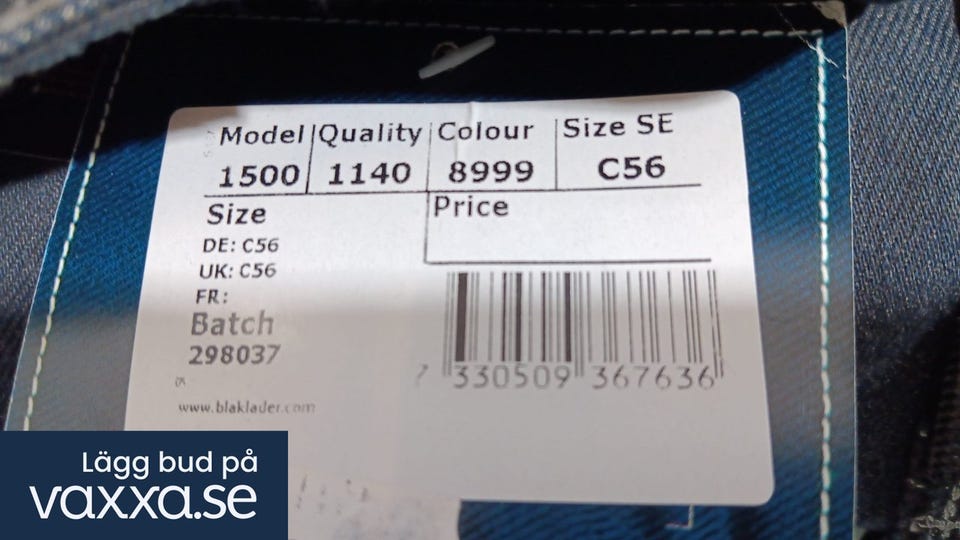 Model Quality Colour Size SE
1500 1140 8999 C56
Size
Price
DE: C56
UK: C56
FR:
Batch
298037
7 330509 367636
www.blaklader.com
Lägg bud på
vaxxa.se